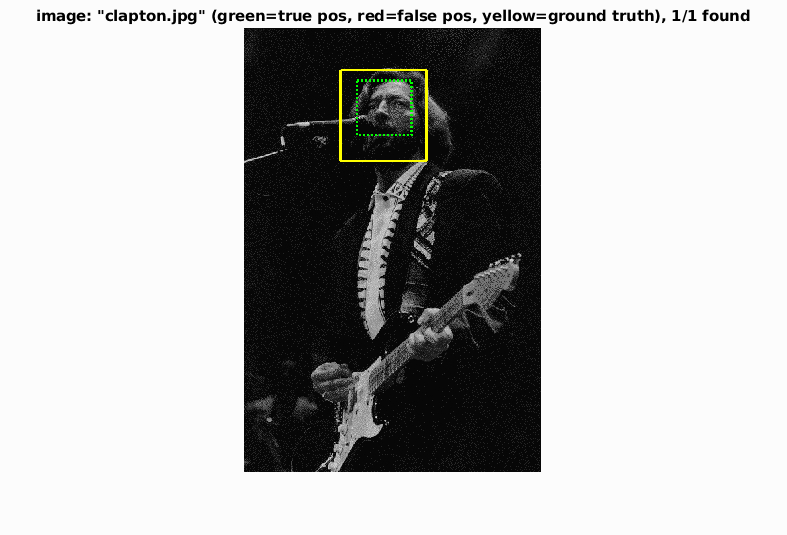 image: "clapton.jpg" (green=true pos, red=false pos, yellow=ground truth), 1/1 found